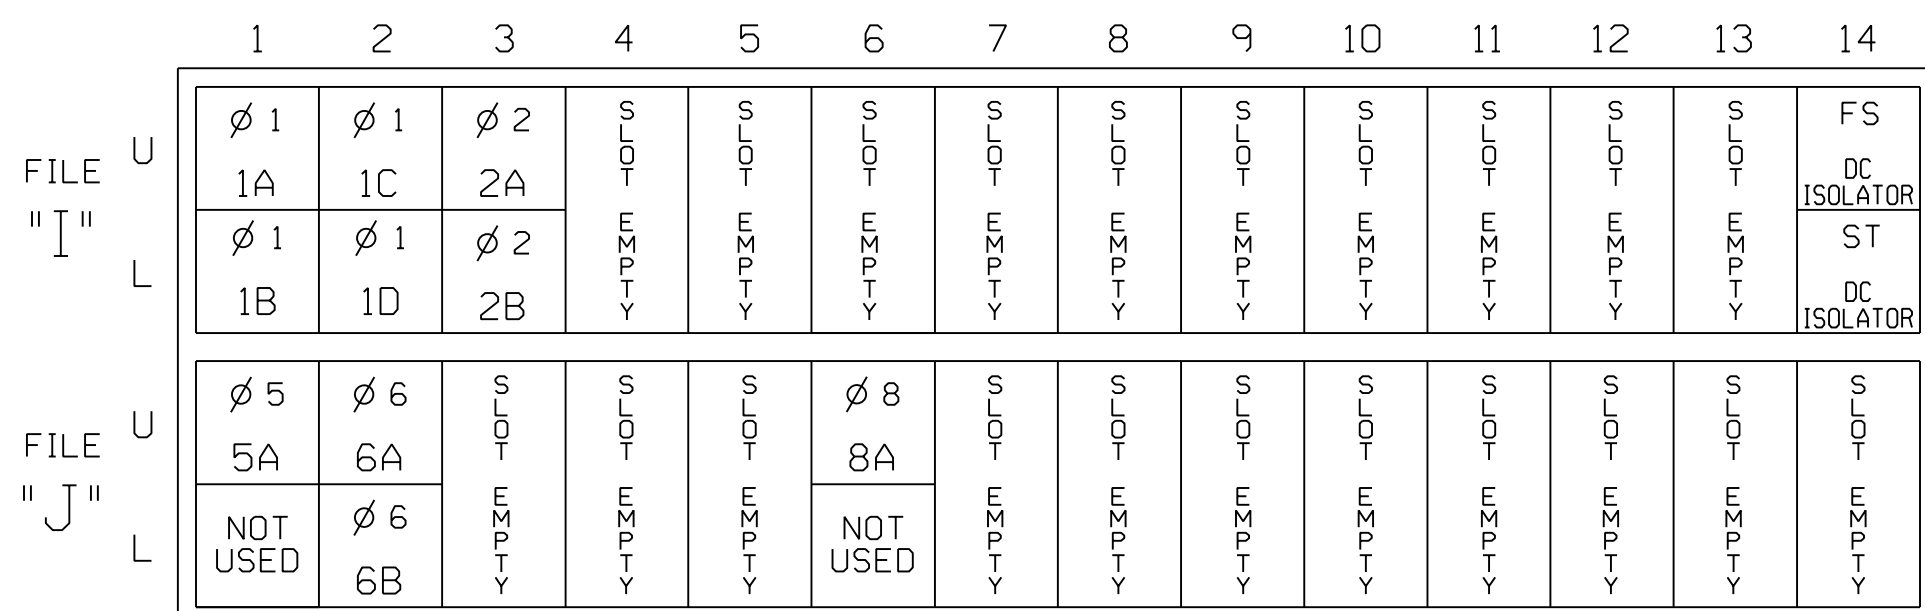 1 2 3 4 5 6 7 8 9 10 11 12 13 14
FILE "I"
U
Ø 1 Ø 1 Ø 2 SLOT EMPTY SLOT EMPTY SLOT EMPTY SLOT EMPTY SLOT EMPTY SLOT EMPTY SLOT EMPTY SLOT EMPTY SLOT EMPTY SLOT EMPTY FS
1A 1C 2A DC ISOLATOR
L
Ø 1 Ø 1 Ø 2 ST
1B 1D 2B DC ISOLATOR
FILE "J"
U
Ø 5 Ø 6 SLOT EMPTY SLOT EMPTY SLOT EMPTY Ø 8 SLOT EMPTY SLOT EMPTY SLOT EMPTY SLOT EMPTY SLOT EMPTY SLOT EMPTY SLOT EMPTY SLOT EMPTY
5A 6A 8A
L
NOT USED Ø 6 NOT USED
6B